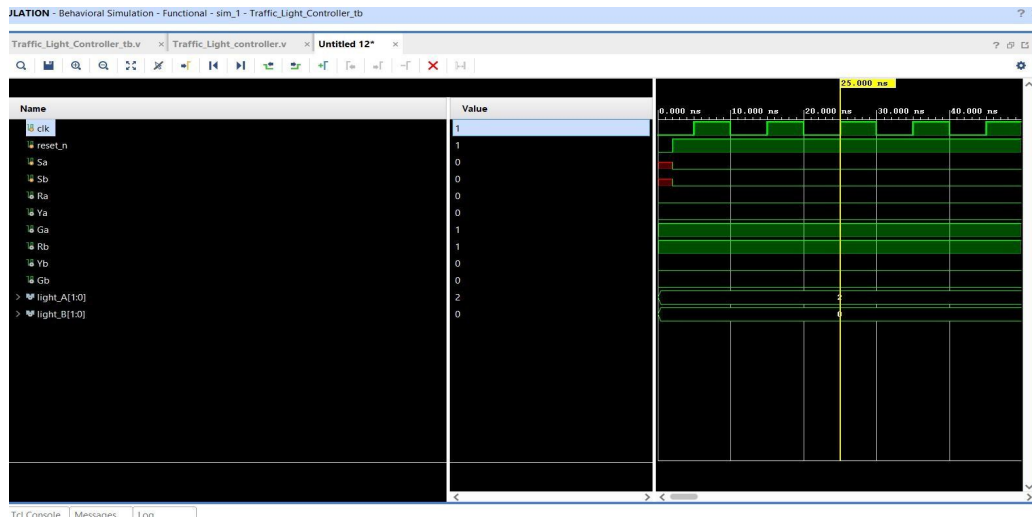 JLATION - Behavioral Simulation - Functional - sim_1 - Traffic_Light_Controller_tb ?
Traffic_Light_Controller_tb.v × Traffic_Light_controller.v × Untitled 12* × ?
25.000 ns
Name Value 0.000 ns 10.000 ns 20.000 ns 30.000 ns 40.000 ns
clk 1
reset_n 1
Sa 0
Sb 0
Ra 0
Ya 0
Ga 1
Rb 1
Yb 0
Gb 0
> light_A[1:0] 2 2
> light_B[1:0] 0 0
Tcl Console Messages Log